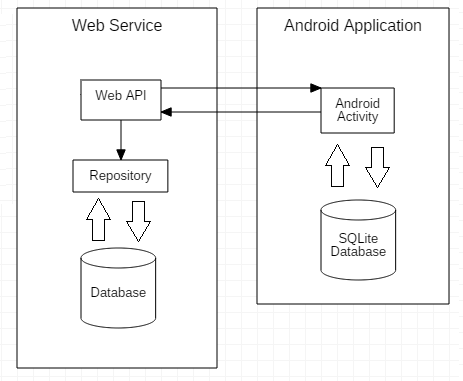 Web Service
Android Application
Web API
Android
Activity
Repository
SQLite
Database
Database